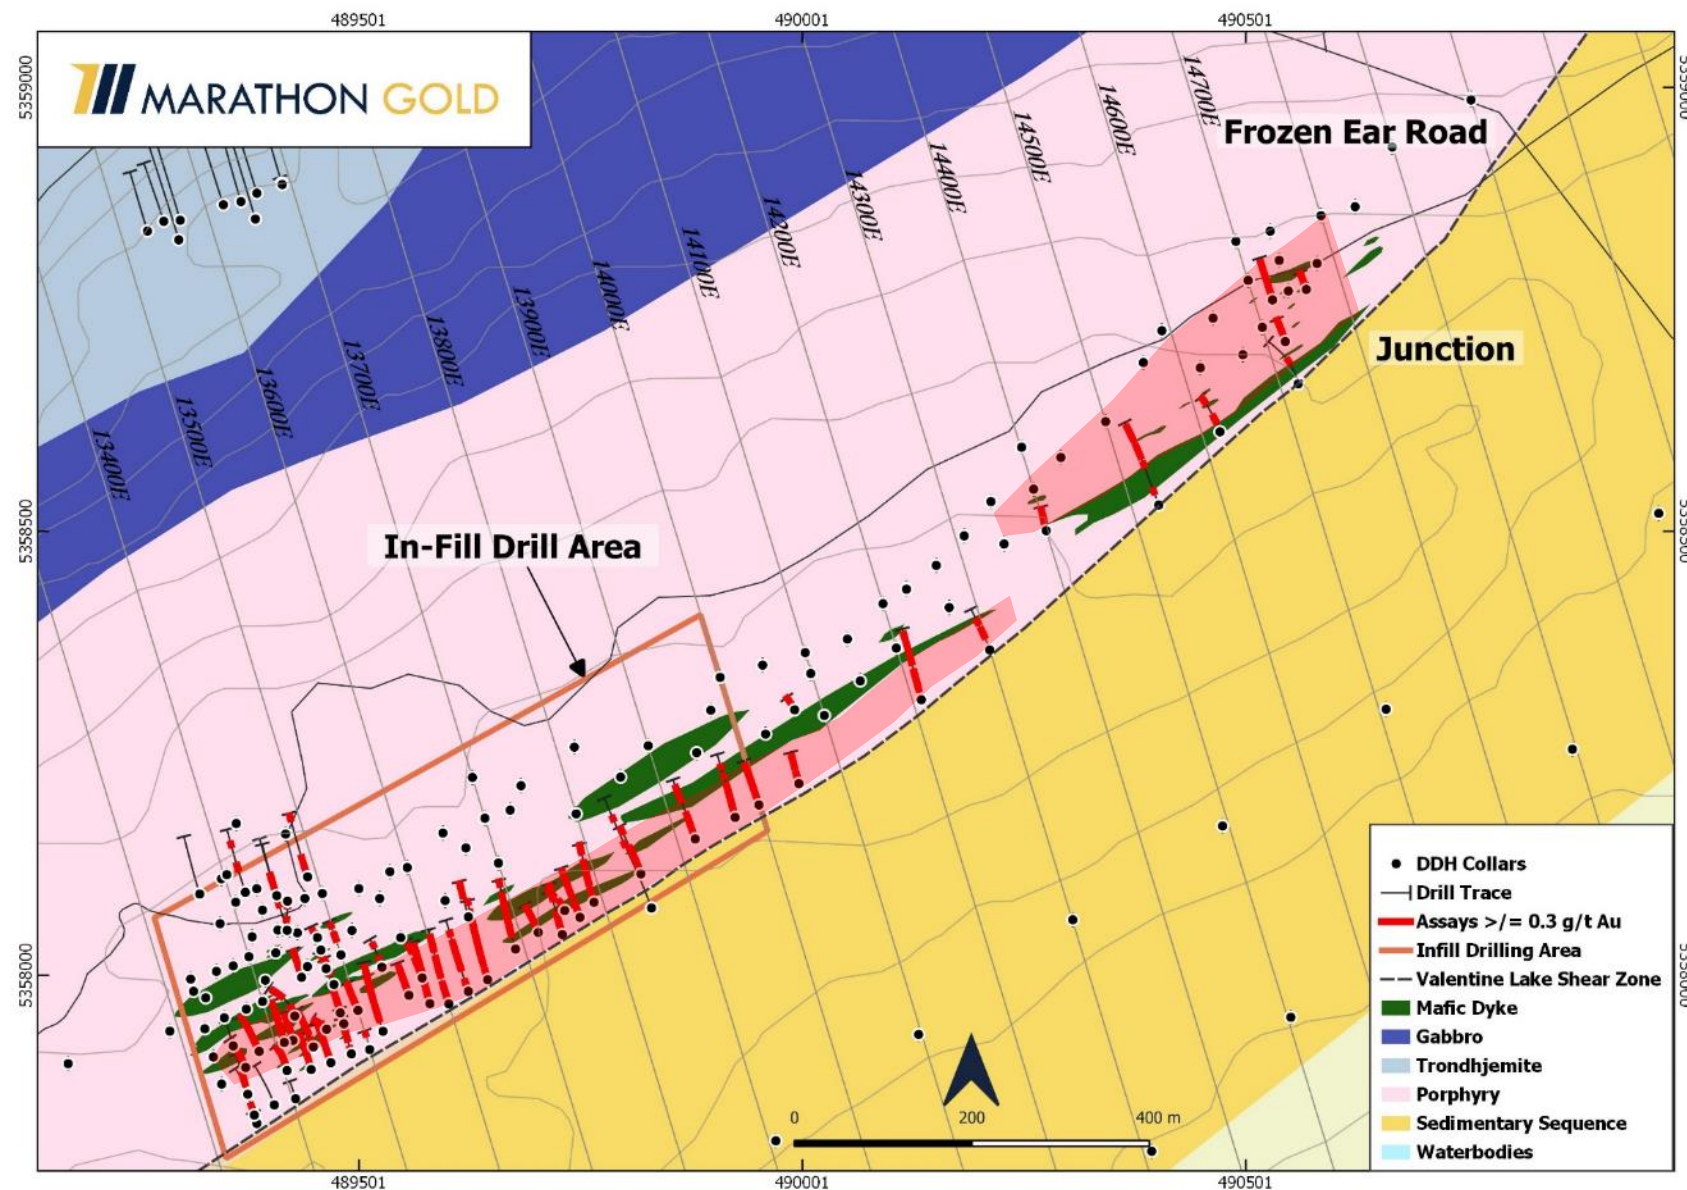 489501
490001
490501
5359000
5359000
MARATHON GOLD
14700E
14600E
14500E
14400E
14300E
14200E
14100E
14000E
13900E
13800E
13700E
13600E
13500E
13400E
Frozen Ear Road
Junction
In-Fill Drill Area
5358500
5358500
5358000
5358000
DDH Collars
Drill Trace
Assays >/= 0.3 g/t Au
Infill Drilling Area
Valentine Lake Shear Zone
Mafic Dyke
Gabbro
Trondhjemite
Porphyry
Sedimentary Sequence
Waterbodies
0 200 400 m
489501
490001
490501